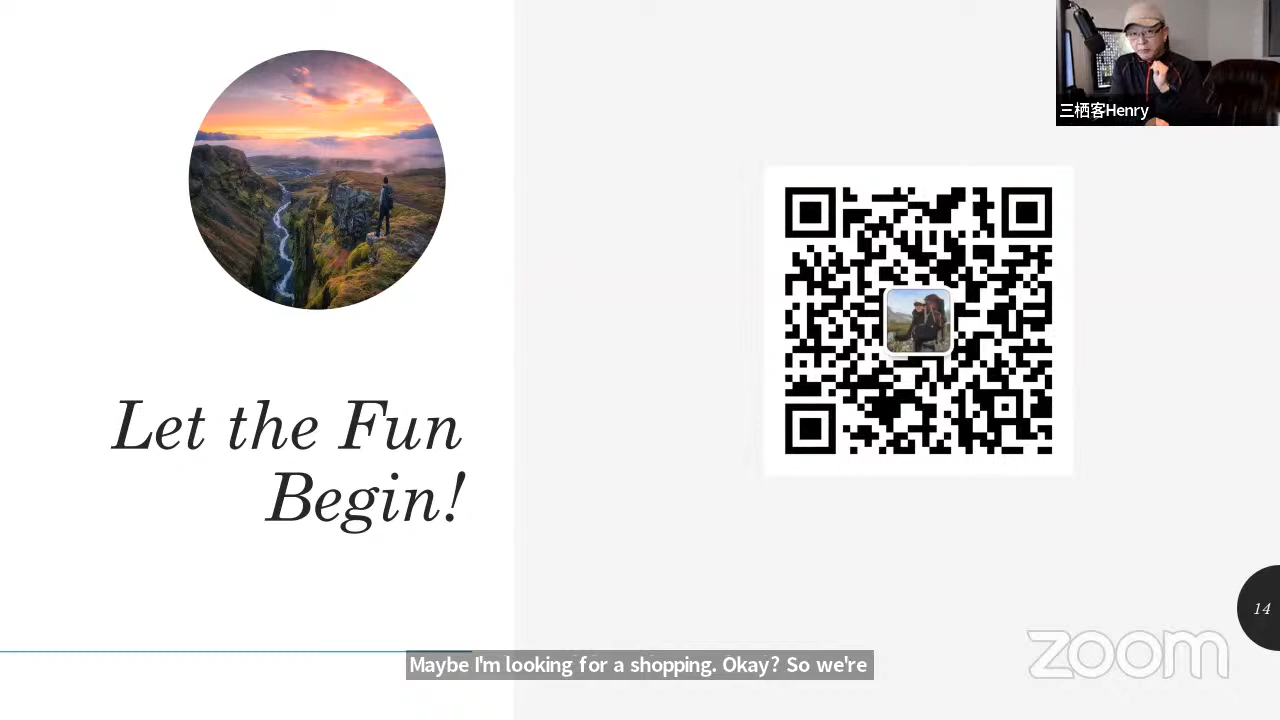 三栖客Henry
Let the Fun
Begin!
14
zoom
Maybe I'm looking for a shopping. Okay? So we're